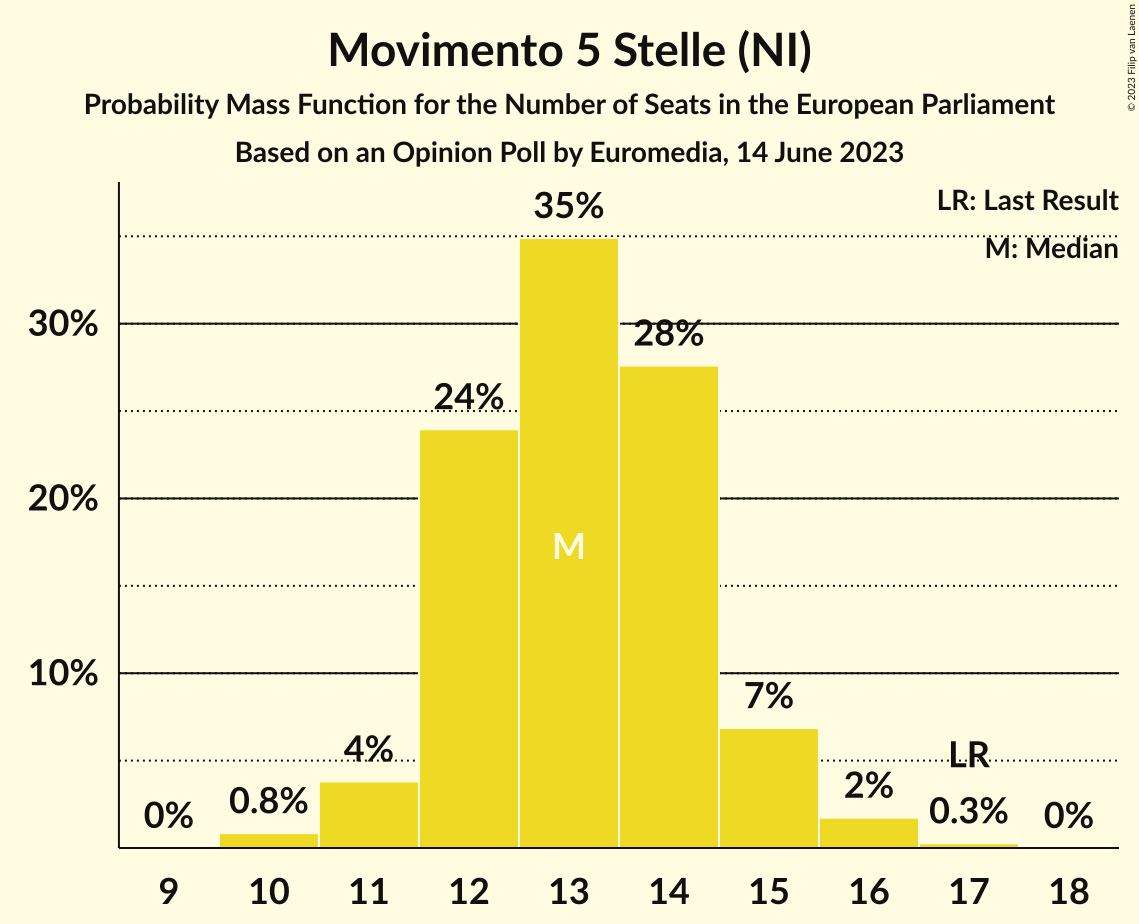 Movimento 5 Stelle (NI)
Probability Mass Function for the Number of Seats in the European Parliament
Based on an Opinion Poll by Euromedia, 14 June 2023
© 2023 Filip van Laenen
LR: Last Result
M: Median
35%
30%
28%
24%
20%
M
10%
7%
4%
LR
2%
0%
0.8%
0.3%
0%
9 10 11 12 13 14 15 16 17 18